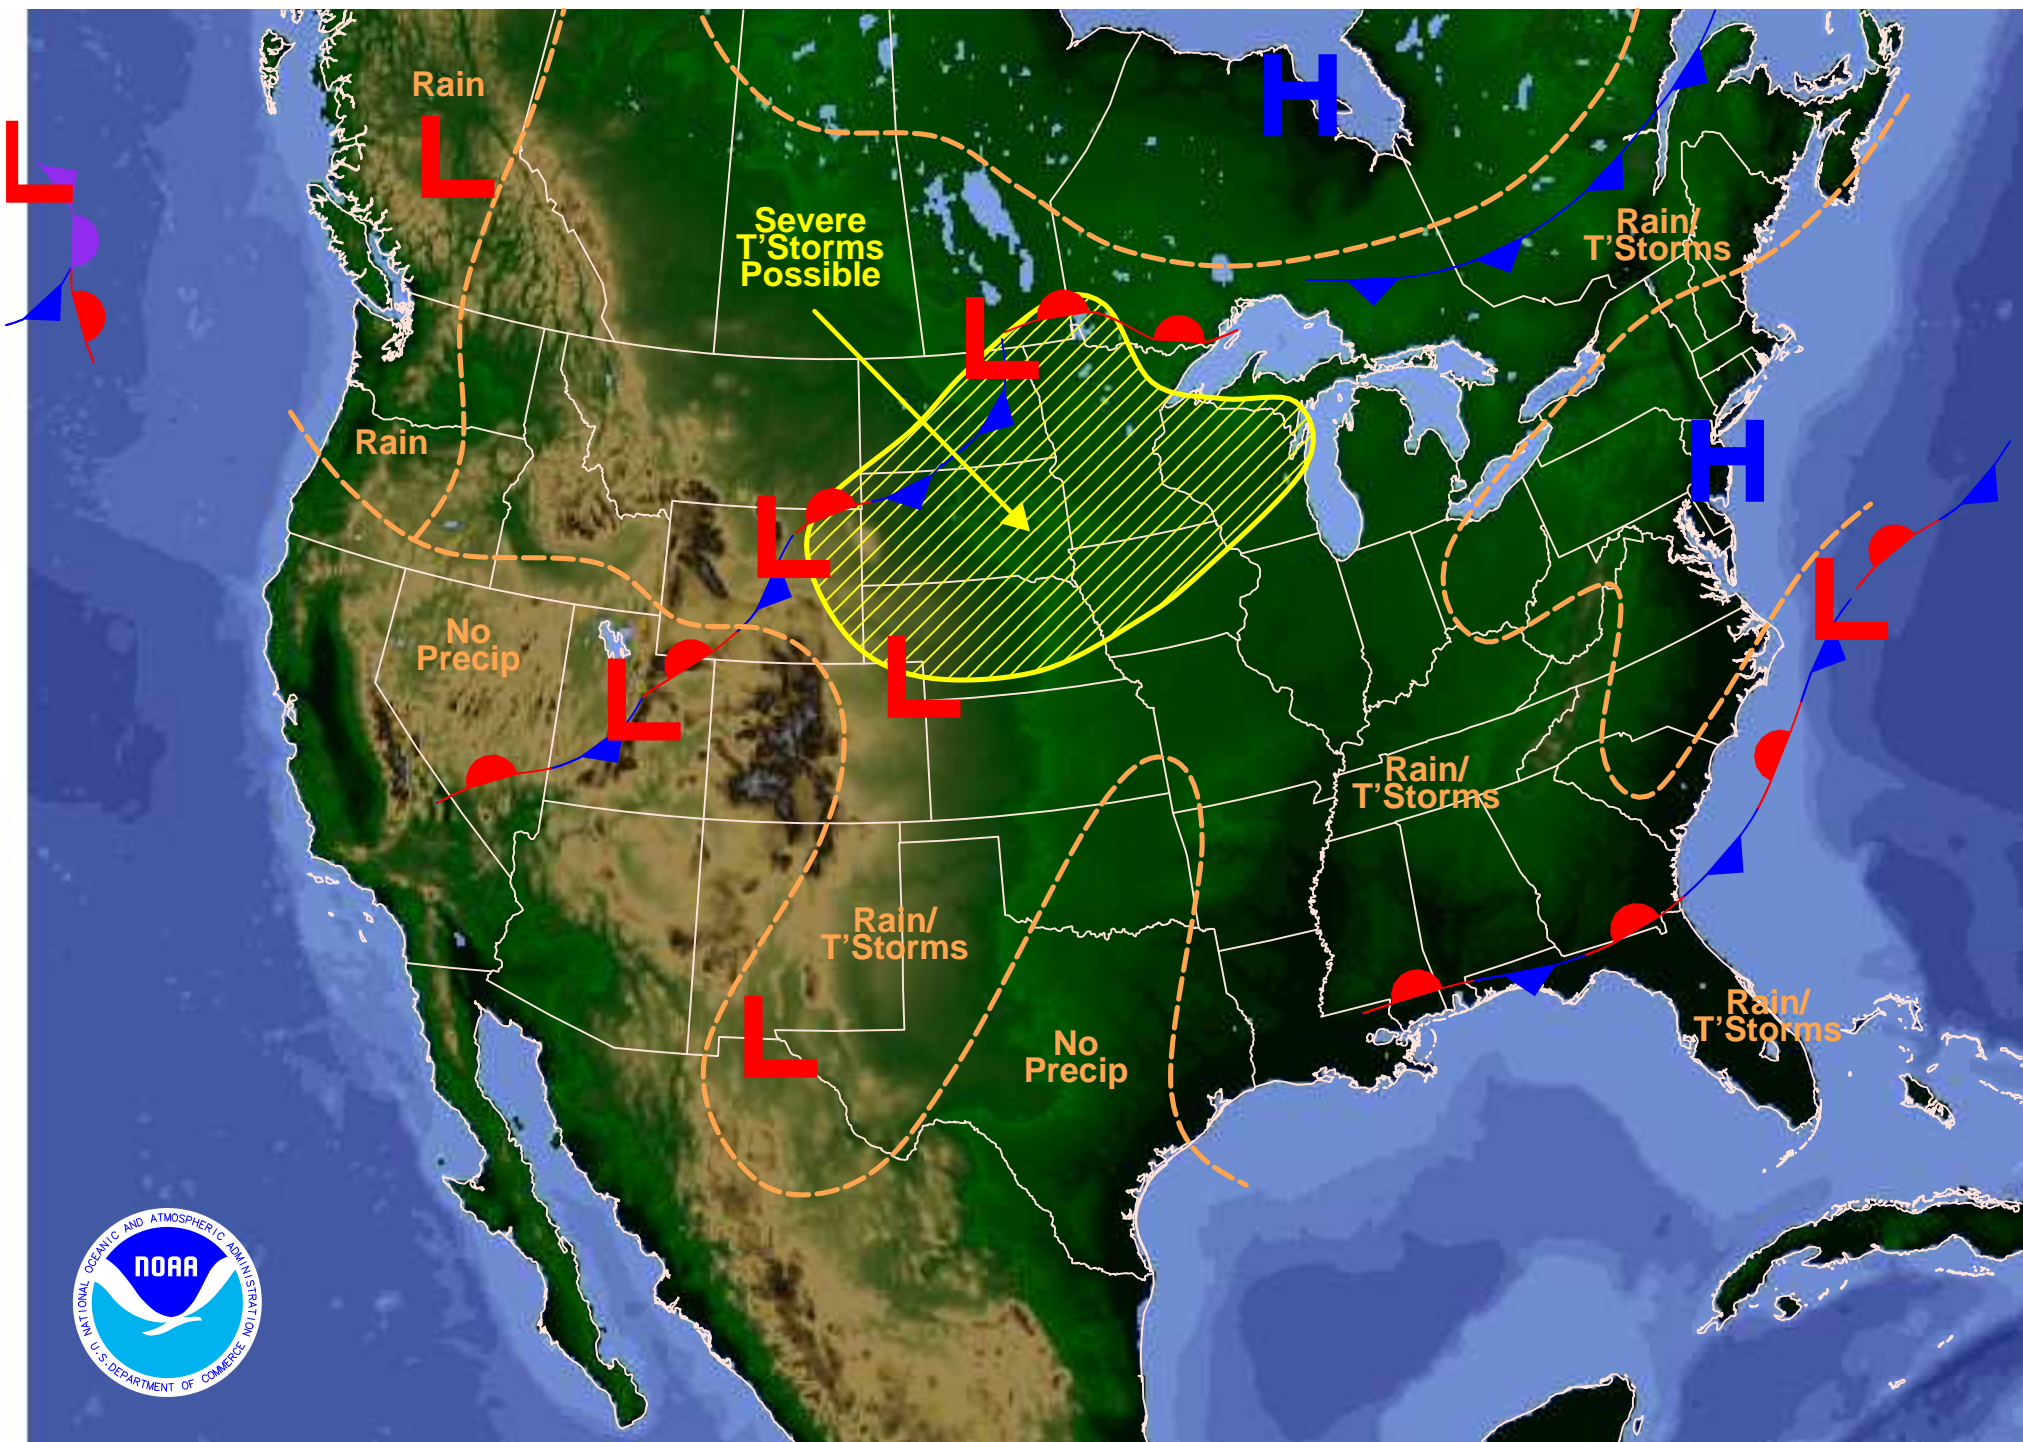 Rain
H
L
L
Severe
T'Storms
Possible
Rain/
T'Storms
L
Rain
H
L
L
No
Precip
L
L
Rain/
T'Storms
Rain/
T'Storms
L
Rain/
T'Storms
No
Precip
NATIONAL OCEANIC AND ATMOSPHERIC ADMINISTRATION
NOAA
U.S. DEPARTMENT OF COMMERCE